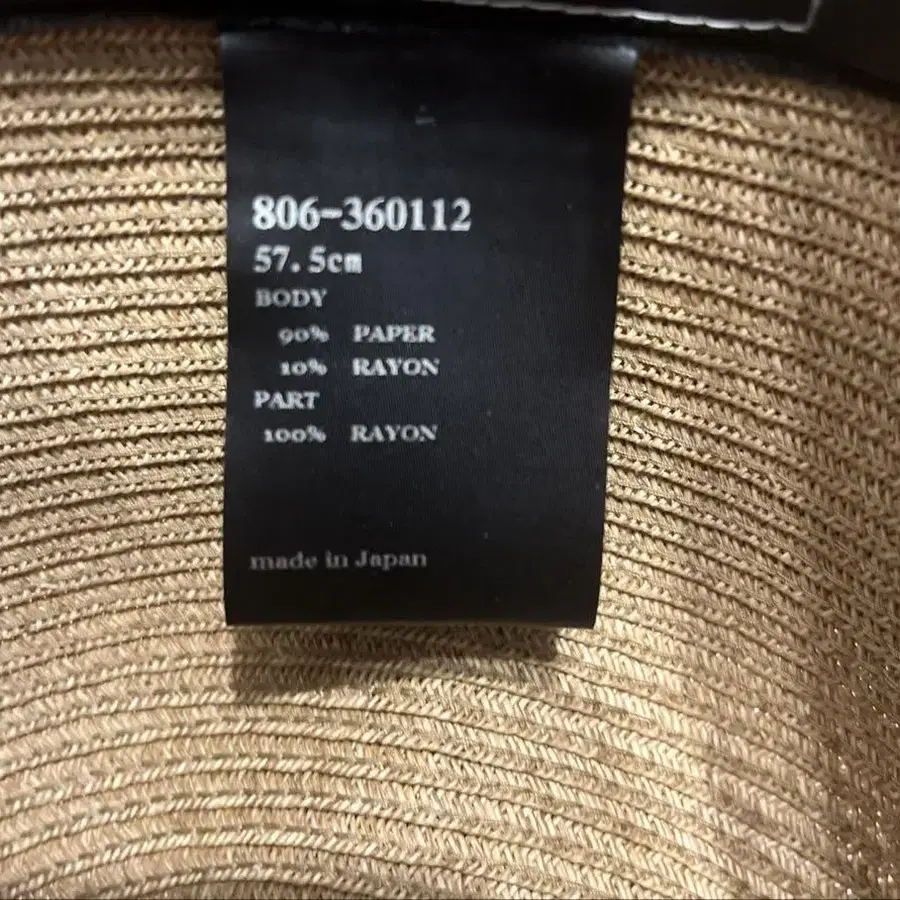 806-360112
57.5cm
BODY
90% PAPER
10% RAYON
PART
100% RAYON
made in Japan